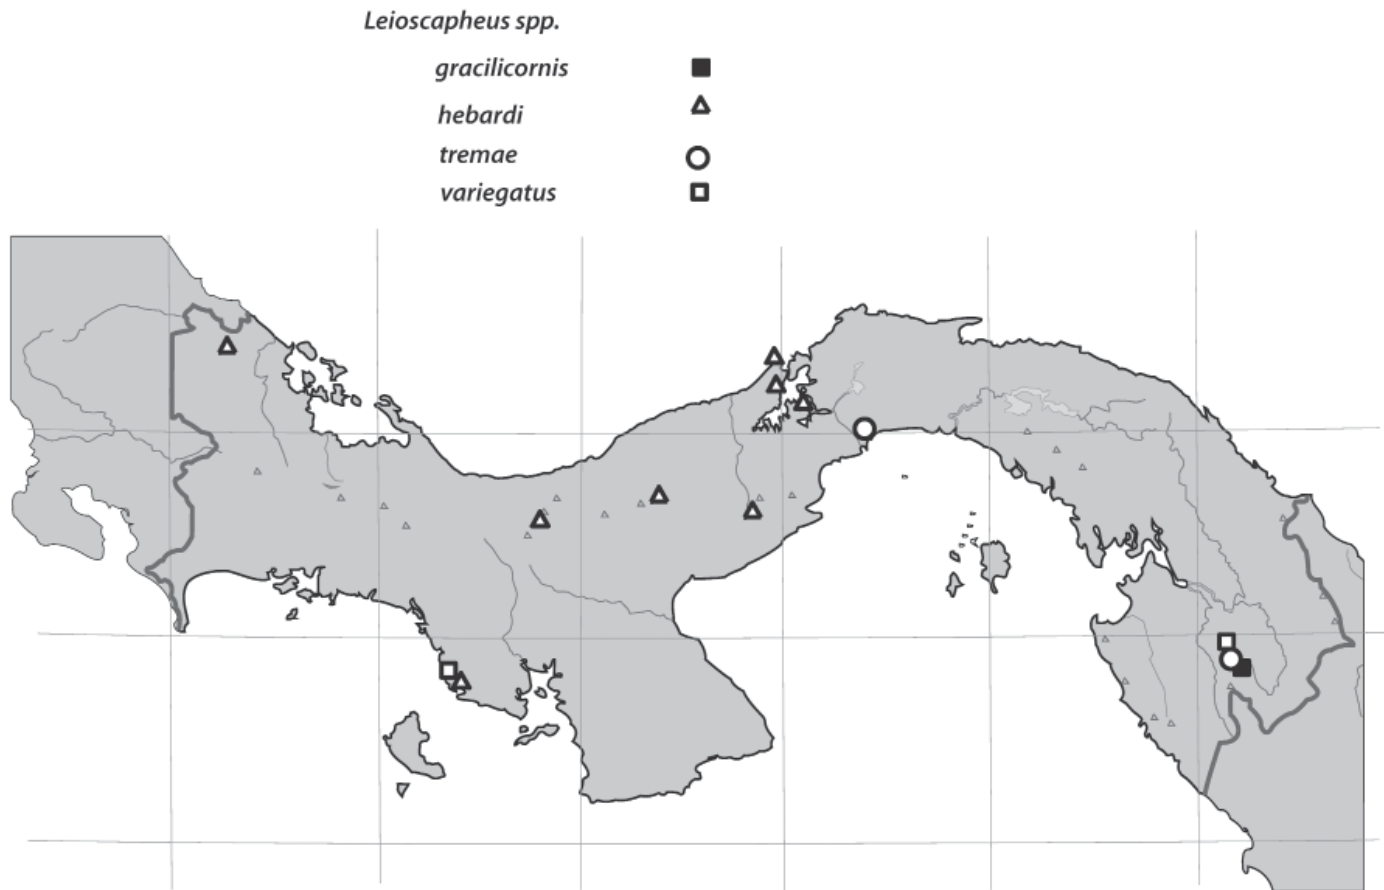 Leioscapheus spp.
gracilicornis
hebardi
tremae
variegatus